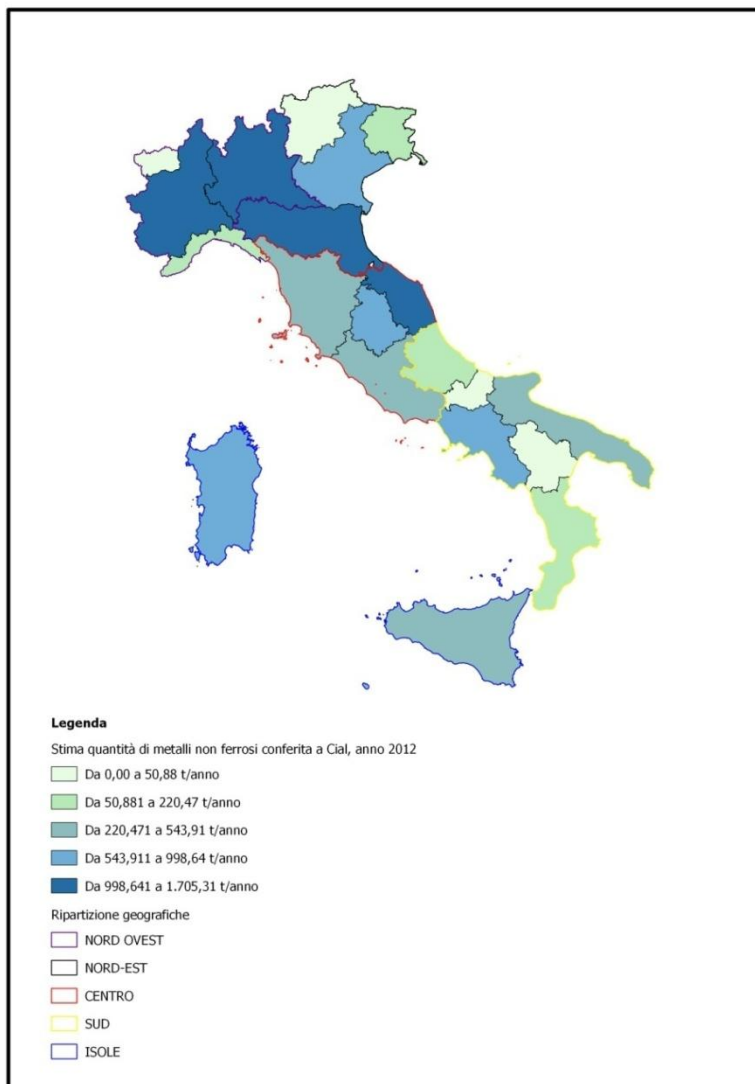 Legenda
Stima quantità di metalli non ferrosi conferita a Cial, anno 2012
Da 0,00 a 50,88 t/anno
Da 50,881 a 220,47 t/anno
Da 220,471 a 543,91 t/anno
Da 543,911 a 998,64 t/anno
Da 998,641 a 1.705,31 t/anno
Ripartizione geografiche
NORD OVEST
NORD-EST
CENTRO
SUD
ISOLE